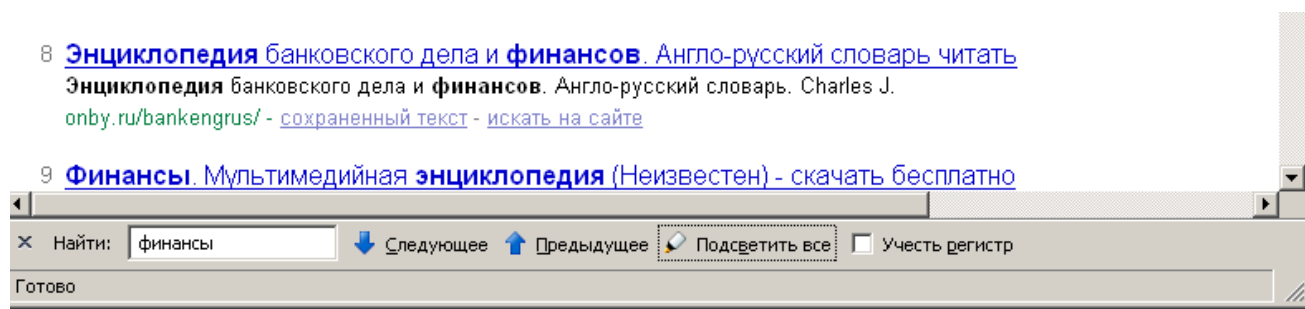 8 Энциклопедия банковского дела и финансов. Англо-русский словарь читать
Энциклопедия банковского дела и финансов. Англо-русский словарь. Charles J.
onby.ru/bankengrus/ - сохраненный текст - искать на сайте
9 Финансы. Мультимедийная энциклопедия (Неизвестен) - скачать бесплатно
Найти: финансы Следующее Предыдущее Подсветить все Учесть регистр
Готово